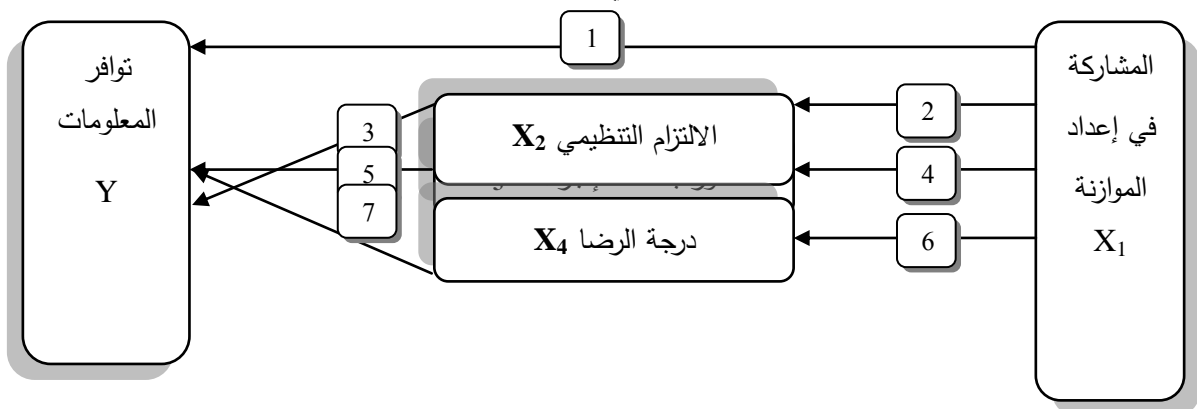 المشاركة
في إعداد
الموازنة
X1
1
2
4
6
الالتزام التنظيمي X2
درجة الرضا X4
3
5
7
توافر
المعلومات
Y